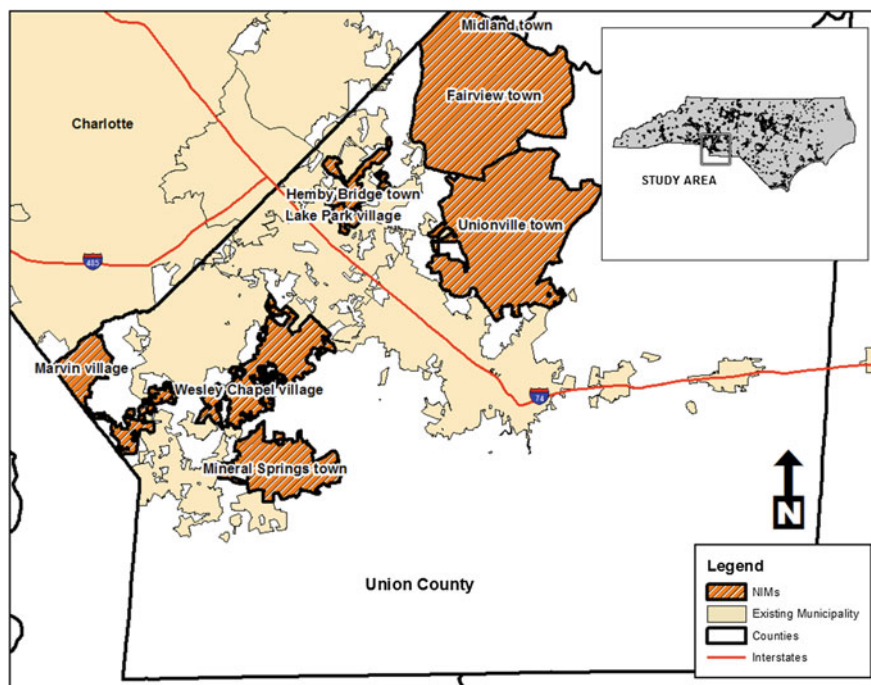 Midland town
Fairview town
Charlotte
STUDY AREA
Hemby Bridge town
Lake Park village
Unionville town
485
Marvin village
Wesley Chapel village
74
Mineral Springs town
N
Union County
Legend
NIMs
Existing Municipality
Counties
Interstates